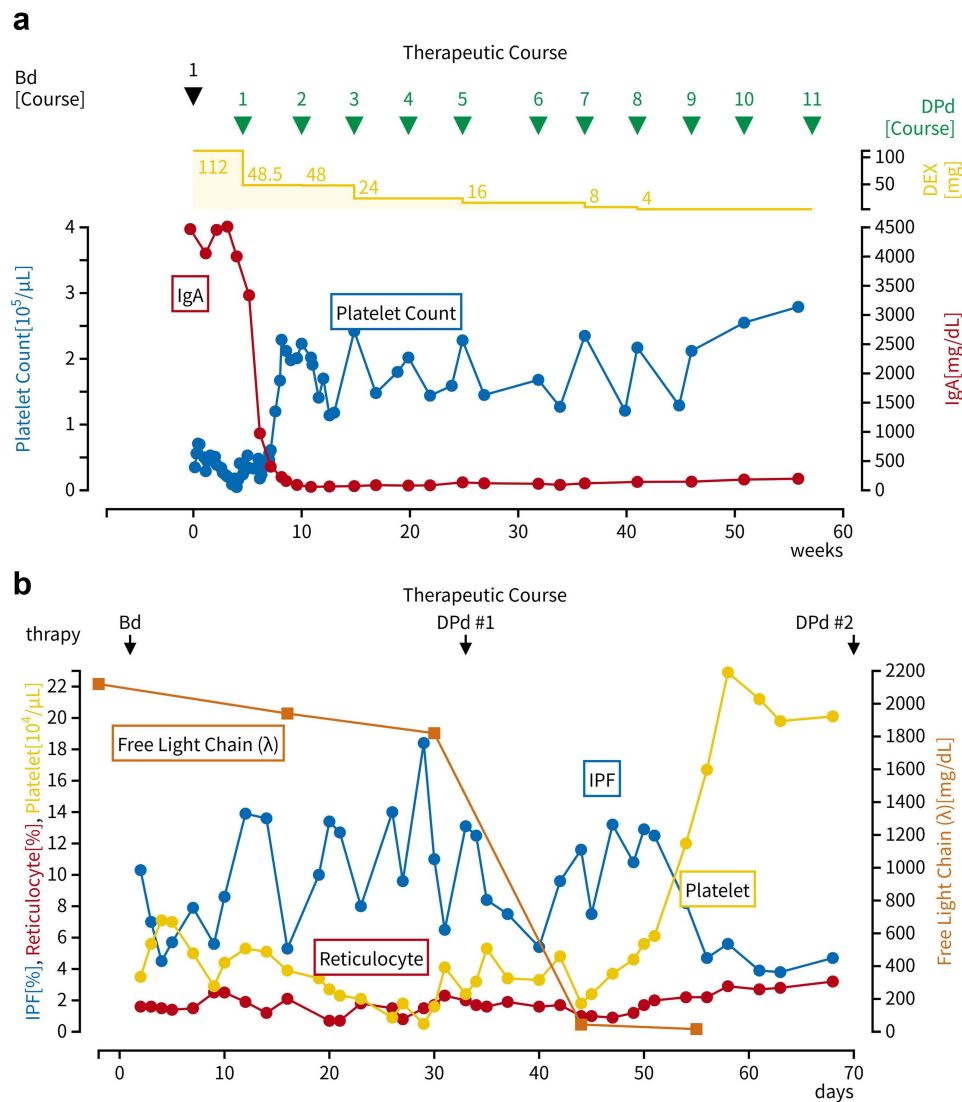 a
Therapeutic Course
Bd
[Course]
1
1 2 3 4 5 6 7 8 9 10 11
DPd
[Course]
112 48.5 48 24 16 8 4
100
50
DEX
[mg]
Platelet Count[10⁵/μL]
4
3
2
1
0
IgA
Platelet Count
4500
4000
3500
3000
2500
2000
1500
1000
500
0
IgA[mg/dL]
0 10 20 30 40 50 60
weeks
b
Therapeutic Course
thrapy
Bd
DPd #1
DPd #2
IPF[%], Reticulocyte[%], Platelet[10⁴/μL]
22
20
18
16
14
12
10
8
6
4
2
0
Free Light Chain (λ)
IPF
Platelet
Reticulocyte
2200
2000
1800
1600
1400
1200
1000
800
600
400
200
0
Free Light Chain (λ)[mg/dL]
0 10 20 30 40 50 60 70
days